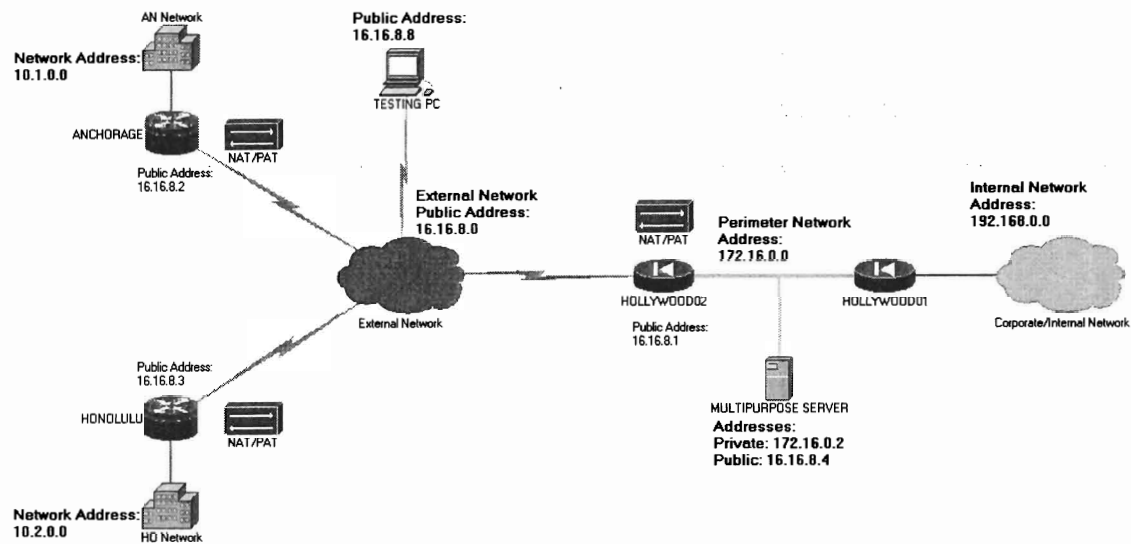 AN Network
Network Address:
10.1.0.0
ANCHORAGE
NAT/PAT
Public Address:
16.16.8.2
Public Address:
16.16.8.8
TESTING PC
External Network
Public Address:
16.16.8.0
External Network
NAT/PAT
HOLLYWOOD02
Public Address:
16.16.8.1
Perimeter Network
Address:
172.16.0.0
HOLLYWOOD01
Internal Network
Address:
192.168.0.0
Corporate/Internal Network
MULTIPURPOSE SERVER
Addresses:
Private: 172.16.0.2
Public: 16.16.8.4
Public Address:
16.16.8.3
HONOLULU
NAT/PAT
Network Address:
10.2.0.0
HO Network